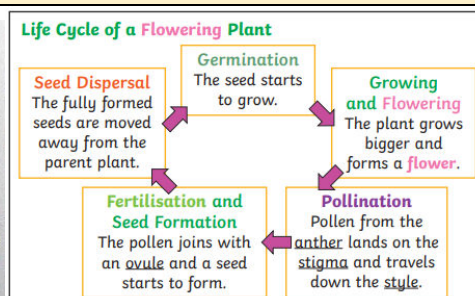 Life Cycle of a Flowering Plant
Germination
The seed starts
to grow.
Growing
and Flowering
The plant grows
bigger and
forms a flower.
Pollination
Pollen from the
anther lands on the
stigma and travels
down the style.
Fertilisation and
Seed Formation
The pollen joins with
an ovule and a seed
starts to form.
Seed Dispersal
The fully formed
seeds are moved
away from the
parent plant.